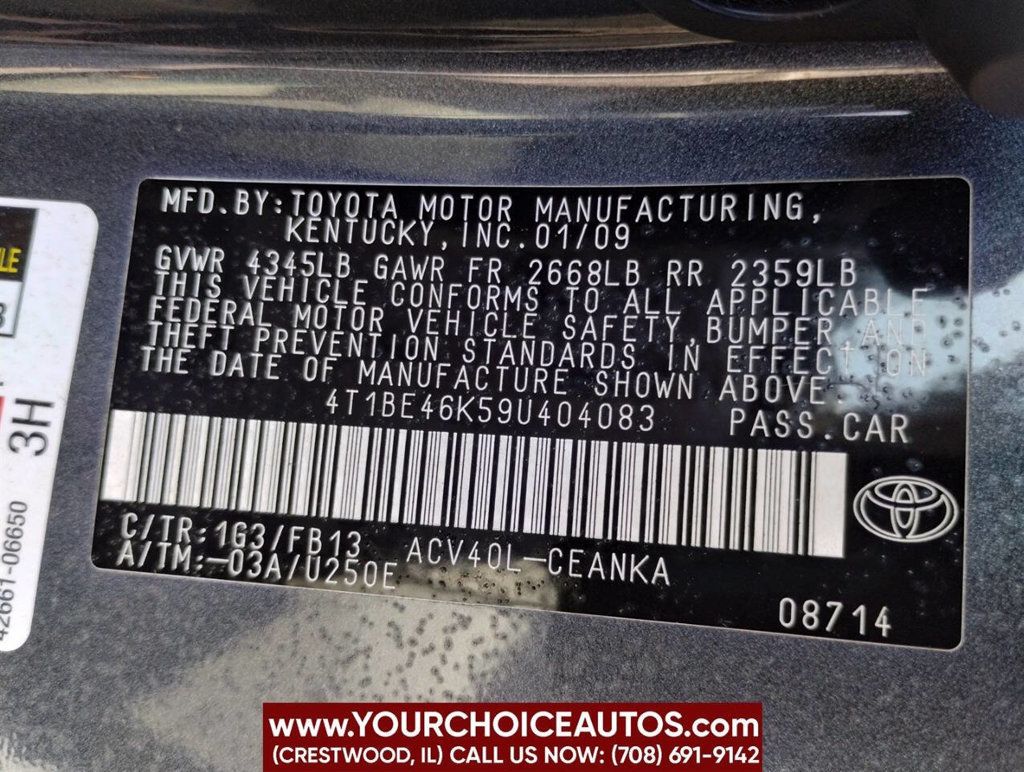 MFD.BY:TOYOTA MOTOR MANUFACTURING,
KENTUCKY,INC.01/09
GVWR 4345LB GAWR FR 2668LB RR 2359LB
THIS VEHICLE CONFORMS TO ALL APPLICABLE
FEDERAL MOTOR VEHICLE SAFETY,BUMPER,AND
THEFT PREVENTION STANDARDS IN EFFECT ON
THE DATE OF MANUFACTURE SHOWN ABOVE.
4T1BE46K59U404083 PASS.CAR
C/TR:1G3/FB13 ACV40L-CEANKA
A/TM:-03A/U250E
08714
3H
42661-06650
WWW.YOURCHOICEAUTOS.COM
(CRESTWOOD, IL) CALL US NOW: (708) 691-9142